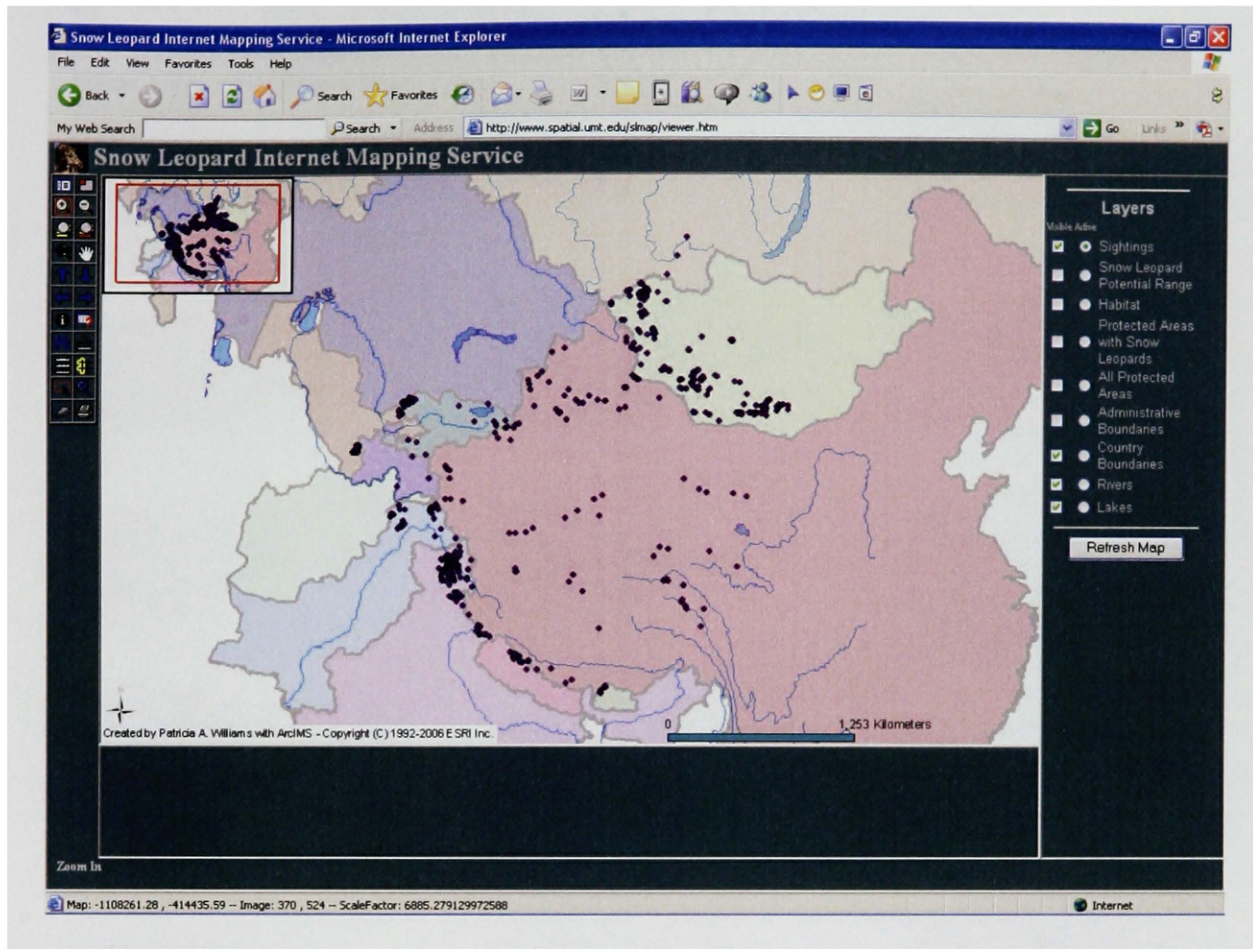 Snow Leopard Internet Mapping Service - Microsoft Internet Explorer
File Edit View Favorites Tools Help
Back Search Favorites
My Web Search Search Address http://www.spatial.umt.edu/slmap/viewer.htm Go Links »
Snow Leopard Internet Mapping Service
Layers
Visible Active
Sightings
Snow Leopard
Potential Range
Habitat
Protected Areas
with Snow
Leopards
All Protected
Areas
Administrative
Boundaries
Country
Boundaries
Rivers
Lakes
Refresh Map
0 1,253 Kilometers
Created by Patricia A. Williams with ArcIMS - Copyright (C) 1992-2006 ESRI Inc.
Zoom In
Map: -1108261.28 , -414435.59 -- Image: 370 , 524 -- ScaleFactor: 6885.279129972588 Internet